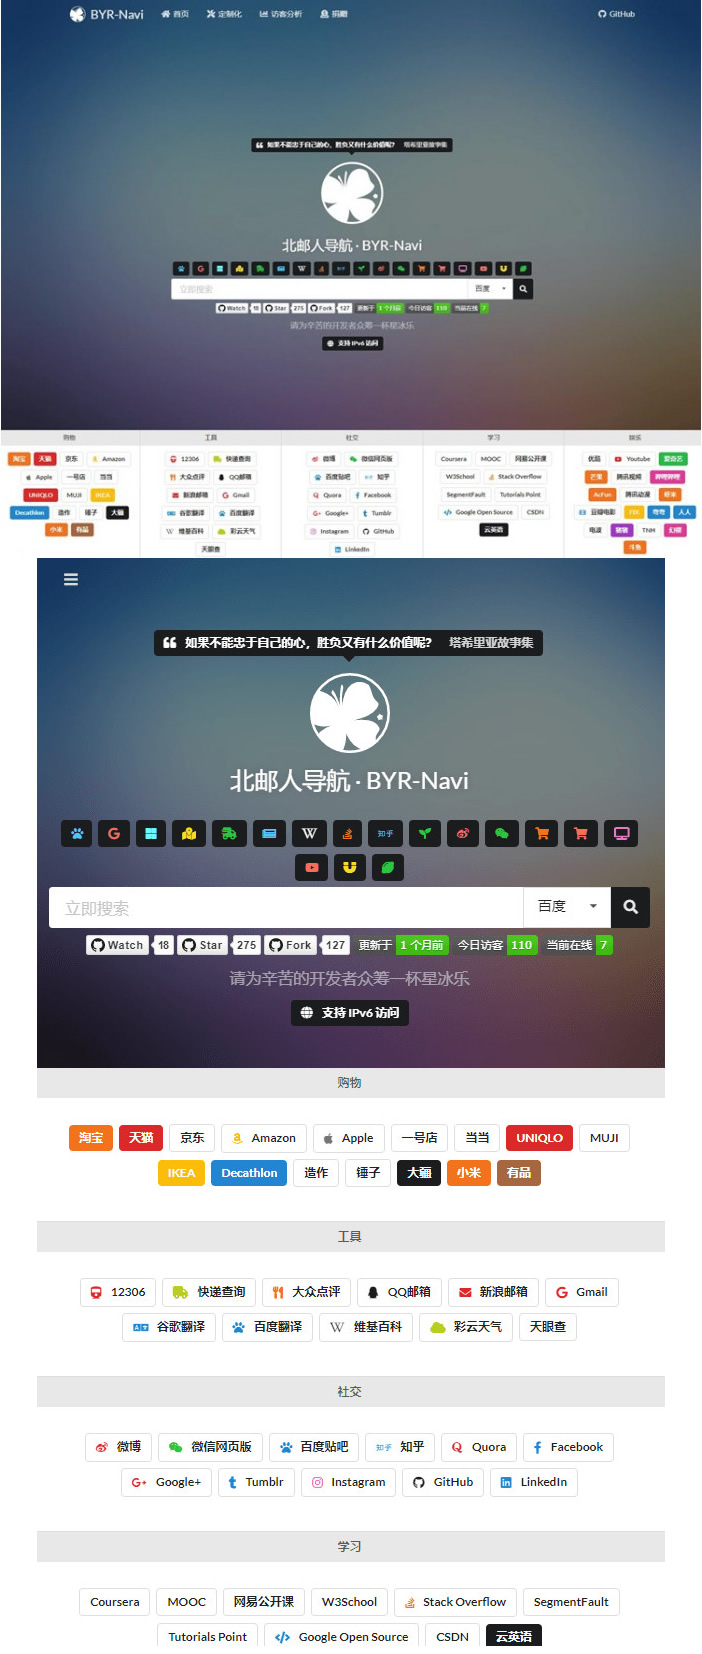 BYR-Navi 首页 定制化 访客分析 捐赠 GitHub
如果不能忠于自己的心，胜负又有什么价值呢？ 塔希里亚故事集
北邮人导航 · BYR-Navi
立即搜索 百度
Watch 18 Star 275 Fork 127 更新于 1 个月前 今日访客 110 当前在线 7
请为辛苦的开发者众筹一杯星冰乐
支持 IPv6 访问
购物 工具 社交 学习 娱乐
淘宝 天猫 京东 Amazon 12306 快递查询 微博 微信网页版 Coursera MOOC 网易公开课 优酷 Youtube 爱奇艺
Apple 一号店 当当 大众点评 QQ邮箱 百度贴吧 知乎 W3School Stack Overflow 芒果 腾讯视频 哔哩哔哩
UNIQLO MUJI IKEA 新浪邮箱 Gmail Quora Facebook SegmentFault Tutorials Point AcFun 腾讯动漫 虾米
Decathlon 造作 锤子 大疆 谷歌翻译 百度翻译 Google+ Tumblr Google Open Source CSDN 豆瓣电影 人人
小米 有品 维基百科 彩云天气 Instagram GitHub 云英语 TNM
天眼查 LinkedIn 斗鱼
如果不能忠于自己的心，胜负又有什么价值呢？ 塔希里亚故事集
北邮人导航 · BYR-Navi
知乎
立即搜索 百度
Watch 18 Star 275 Fork 127 更新于 1 个月前 今日访客 110 当前在线 7
请为辛苦的开发者众筹一杯星冰乐
支持 IPv6 访问
购物
淘宝 天猫 京东 Amazon Apple 一号店 当当 UNIQLO MUJI
IKEA Decathlon 造作 锤子 大疆 小米 有品
工具
12306 快递查询 大众点评 QQ邮箱 新浪邮箱 Gmail
谷歌翻译 百度翻译 维基百科 彩云天气 天眼查
社交
微博 微信网页版 百度贴吧 知乎 知乎 Quora Facebook
Google+ Tumblr Instagram GitHub LinkedIn
学习
Coursera MOOC 网易公开课 W3School Stack Overflow SegmentFault
Tutorials Point Google Open Source CSDN 云英语